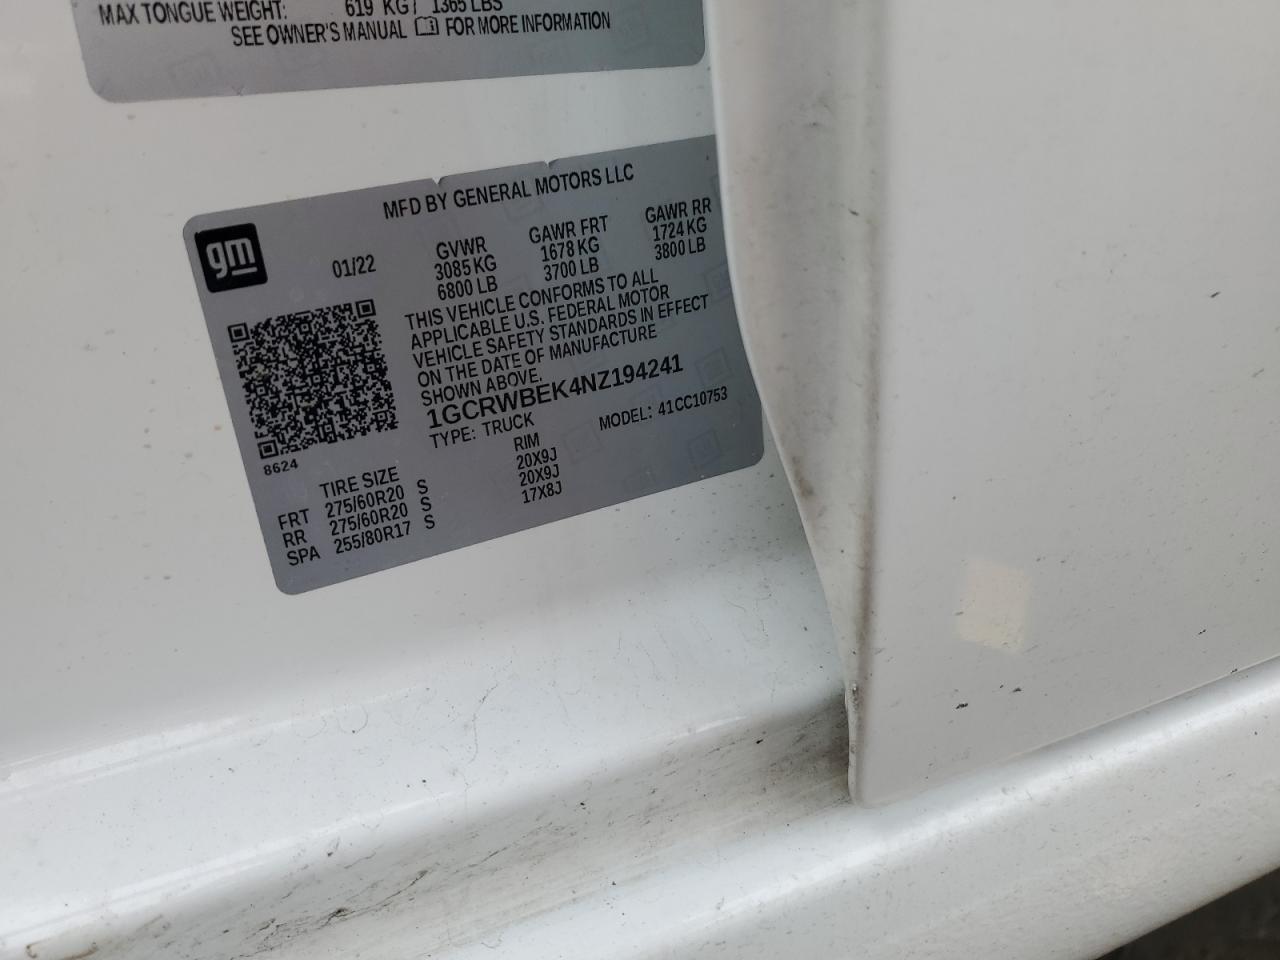 MAX TONGUE WEIGHT: 619 KG / 1365 LBS
SEE OWNER'S MANUAL FOR MORE INFORMATION
MFD BY GENERAL MOTORS LLC
gm
01/22
GVWR
3085 KG
6800 LB
GAWR FRT
1678 KG
3700 LB
GAWR RR
1724 KG
3800 LB
THIS VEHICLE CONFORMS TO ALL
APPLICABLE U.S. FEDERAL MOTOR
VEHICLE SAFETY STANDARDS IN EFFECT
ON THE DATE OF MANUFACTURE
SHOWN ABOVE.
1GCRWBEK4NZ194241
TYPE: TRUCK
MODEL: 41CC10753
8624
TIRE SIZE RIM
FRT 275/60R20 S 20X9J
RR 275/60R20 S 20X9J
SPA 255/80R17 S 17X8J